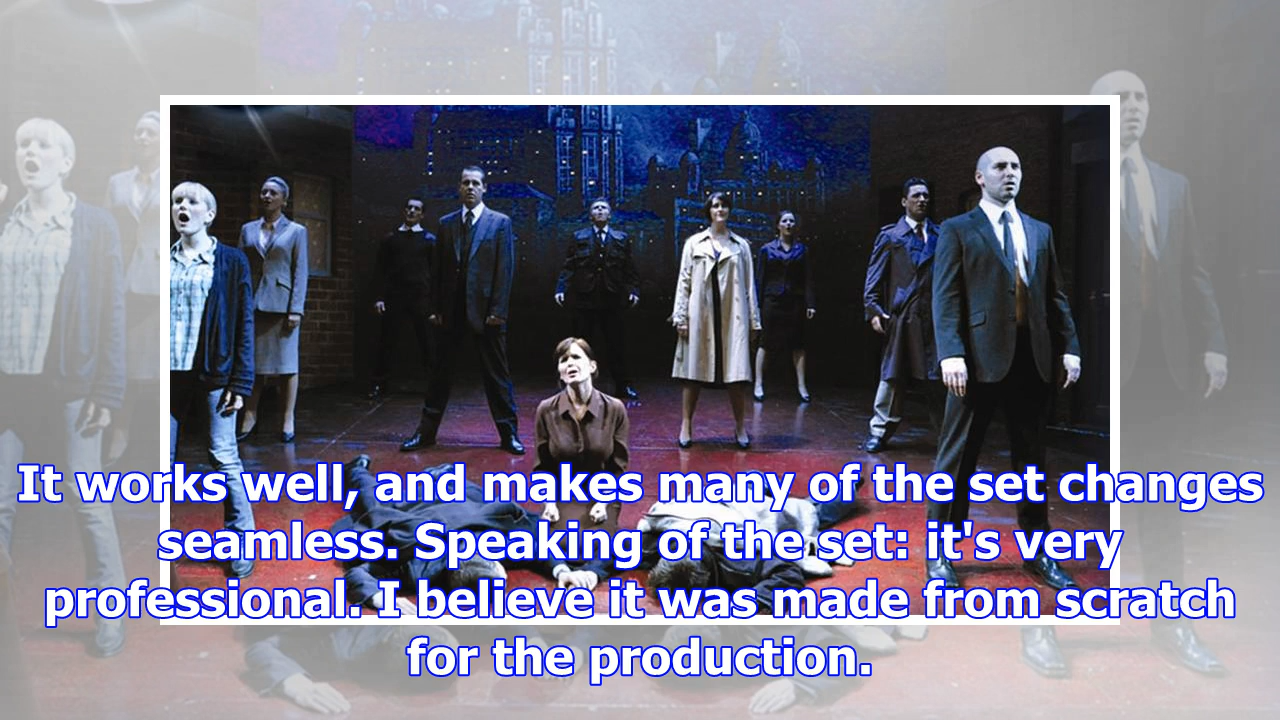 It works well, and makes many of the set changes
seamless. Speaking of the set: it's very
professional. I believe it was made from scratch
for the production.